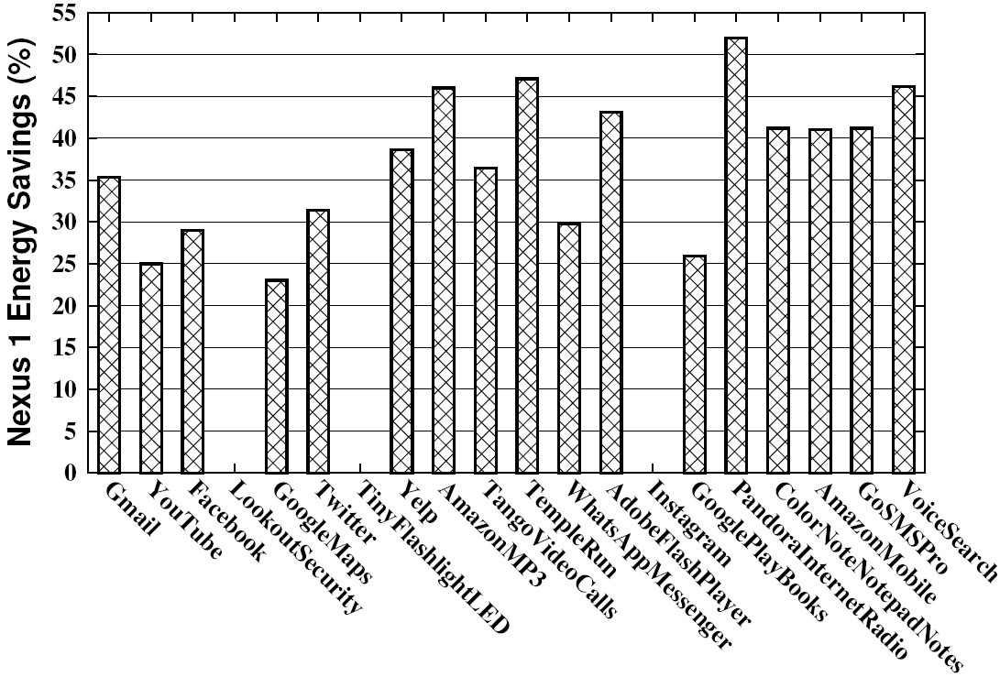 Nexus 1 Energy Savings (%)
55
50
45
40
35
30
25
20
15
10
5
0
Gmail
YouTube
Facebook
LookoutSecurity
GoogleMaps
Twitter
TinyFlashlightLED
Yelp
AmazonMP3
TangoVideoCalls
TempleRun
WhatsAppMessenger
AdobeFlashPlayer
Instagram
GooglePlayBooks
PandoraInternetRadio
ColorNoteNotepadNotes
AmazonMobile
GoSMSPro
VoiceSearch